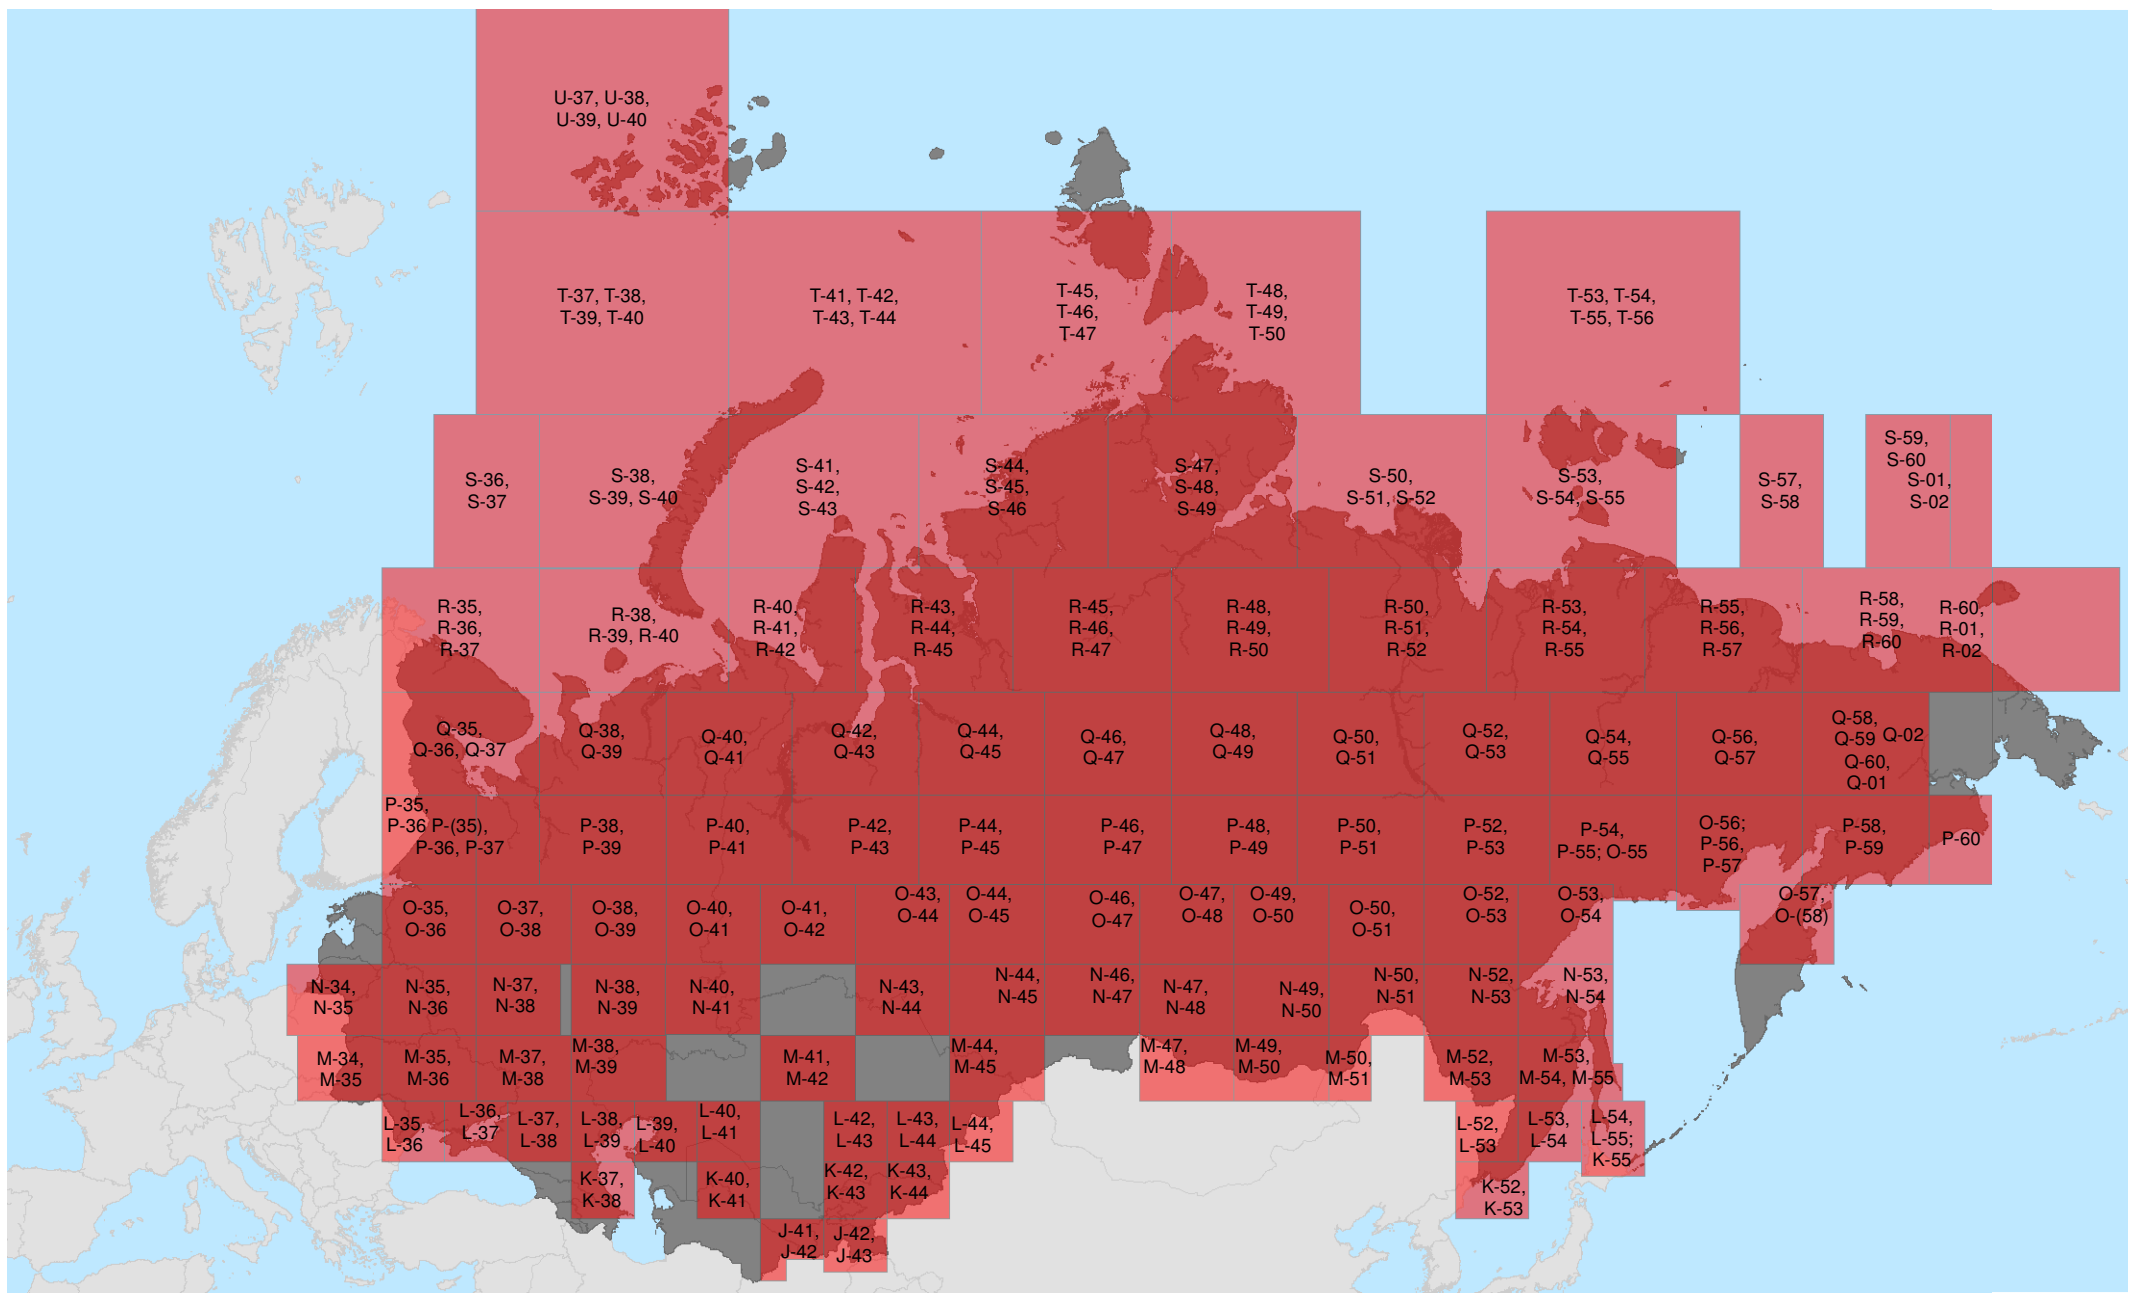 U-37, U-38,
U-39, U-40
T-37, T-38,
T-39, T-40
T-41, T-42,
T-43, T-44
T-45,
T-46,
T-47
T-48,
T-49,
T-50
T-53, T-54,
T-55, T-56
S-36,
S-37
S-38,
S-39, S-40
S-41,
S-42,
S-43
S-44,
S-45,
S-46
S-47,
S-48,
S-49
S-50,
S-51, S-52
S-53,
S-54, S-55
S-57,
S-58
S-59,
S-60
S-01,
S-02
R-35,
R-36,
R-37
R-38,
R-39, R-40
R-40,
R-41,
R-42
R-43,
R-44,
R-45
R-45,
R-46,
R-47
R-48,
R-49,
R-50
R-50,
R-51,
R-52
R-53,
R-54,
R-55
R-55,
R-56,
R-57
R-58,
R-59,
R-60
R-60,
R-01,
R-02
Q-35,
Q-36, Q-37
Q-38,
Q-39
Q-40,
Q-41
Q-42,
Q-43
Q-44,
Q-45
Q-46,
Q-47
Q-48,
Q-49
Q-50,
Q-51
Q-52,
Q-53
Q-54,
Q-55
Q-56,
Q-57
Q-58,
Q-59
Q-02
Q-60,
Q-01
P-35,
P-36
P-(35),
P-36, P-37
P-38,
P-39
P-40,
P-41
P-42,
P-43
P-44,
P-45
P-46,
P-47
P-48,
P-49
P-50,
P-51
P-52,
P-53
P-54,
P-55; O-55
O-56;
P-56,
P-57
P-58,
P-59
P-60
O-35,
O-36
O-37,
O-38
O-38,
O-39
O-40,
O-41
O-41,
O-42
O-43,
O-44
O-44,
O-45
O-46,
O-47
O-47,
O-48
O-49,
O-50
O-50,
O-51
O-52,
O-53
O-53,
O-54
O-57,
O-(58)
N-34,
N-35
N-35,
N-36
N-37,
N-38
N-38,
N-39
N-40,
N-41
N-43,
N-44
N-44,
N-45
N-46,
N-47
N-47,
N-48
N-49,
N-50
N-50,
N-51
N-52,
N-53
N-53,
N-54
M-34,
M-35
M-35,
M-36
M-37,
M-38
M-38,
M-39
M-41,
M-42
M-44,
M-45
M-47,
M-48
M-49,
M-50
M-50,
M-51
M-52,
M-53
M-53,
M-54, M-55
L-35,
L-36
L-36,
L-37
L-37,
L-38
L-38,
L-39
L-39,
L-40
L-40,
L-41
L-42,
L-43
L-43,
L-44
L-44,
L-45
L-52,
L-53
L-53,
L-54
L-54,
L-55;
K-55
K-37,
K-38
K-40,
K-41
K-42,
K-43
K-43,
K-44
K-52,
K-53
J-41,
J-42
J-42,
J-43